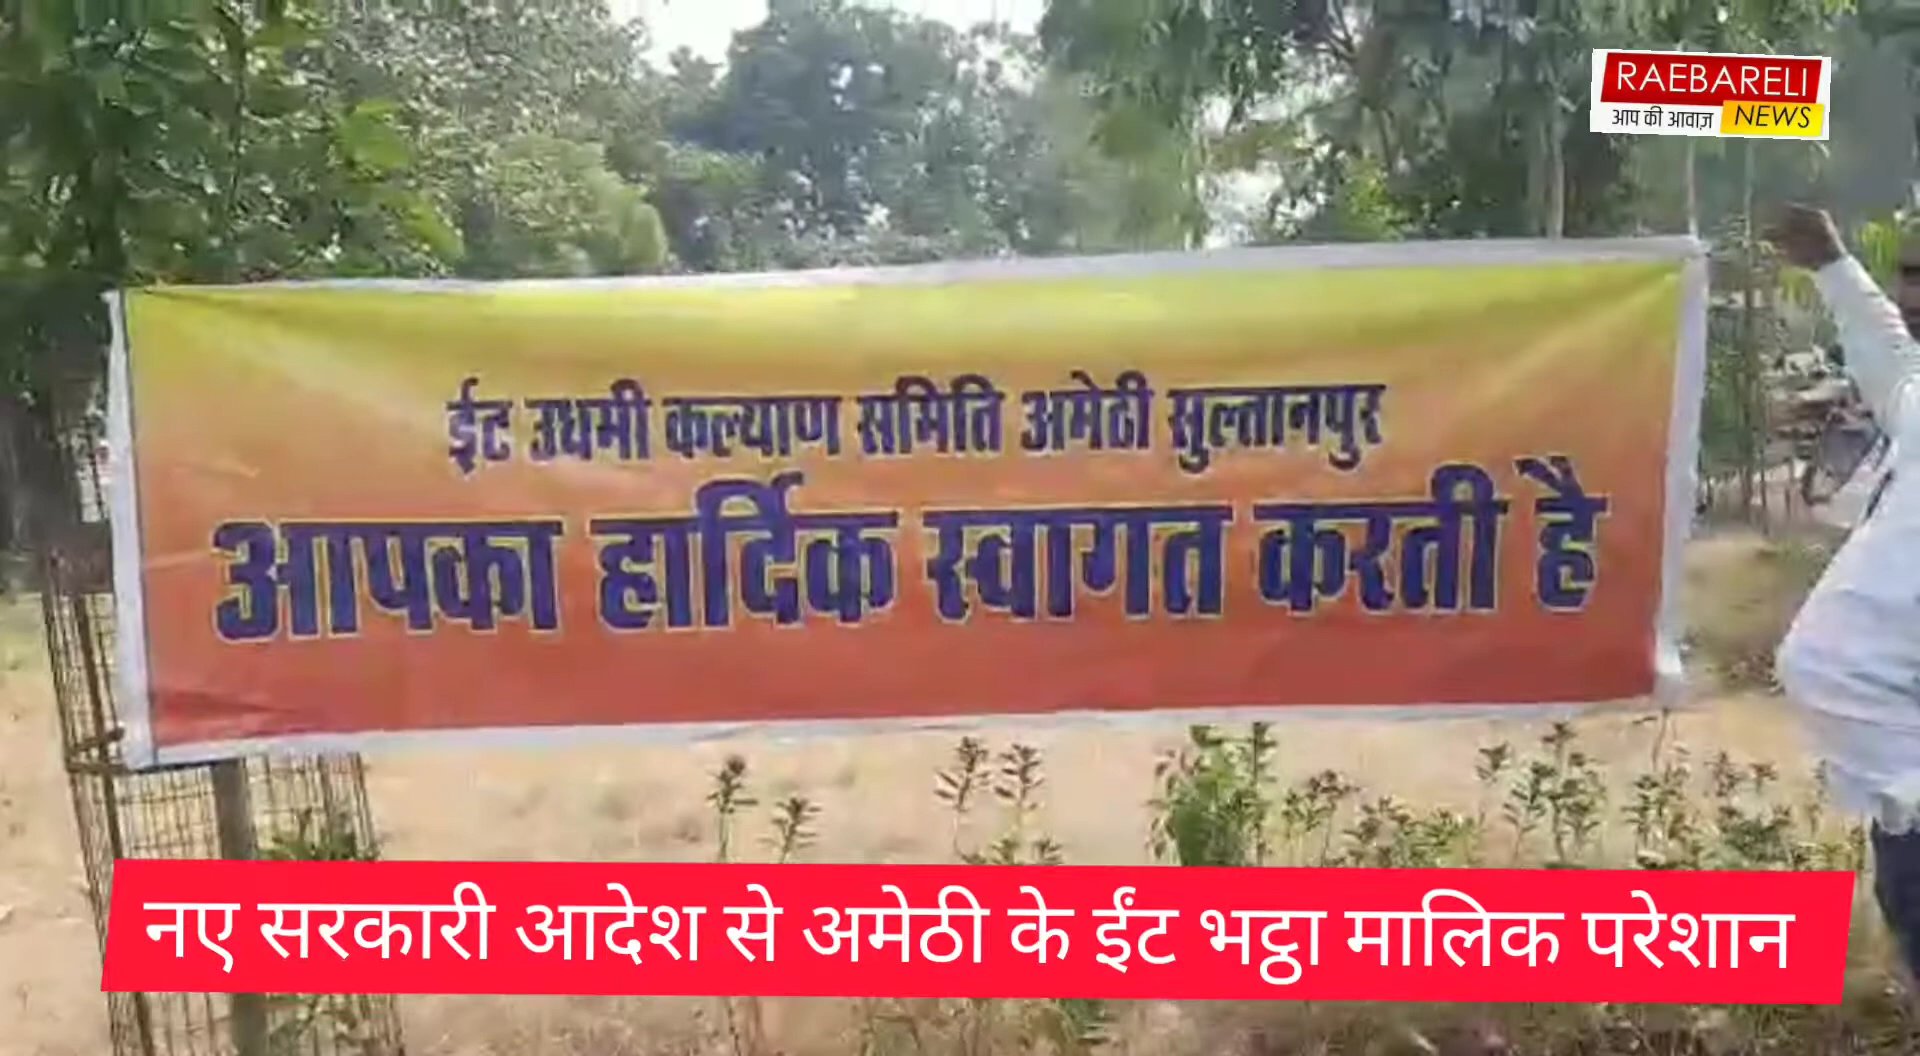 RAEBARELI
आप की आवाज़ NEWS
ईट उधमी कल्याण समिति अमेठी सुल्तानपुर
आपका हार्दिक स्वागत करती है
नए सरकारी आदेश से अमेठी के ईंट भट्ठा मालिक परेशान